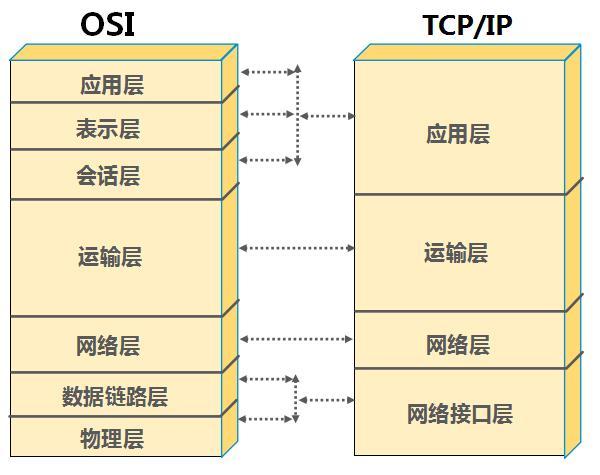 OSI
应用层
表示层
会话层
运输层
网络层
数据链路层
物理层
TCP/IP
应用层
运输层
网络层
网络接口层